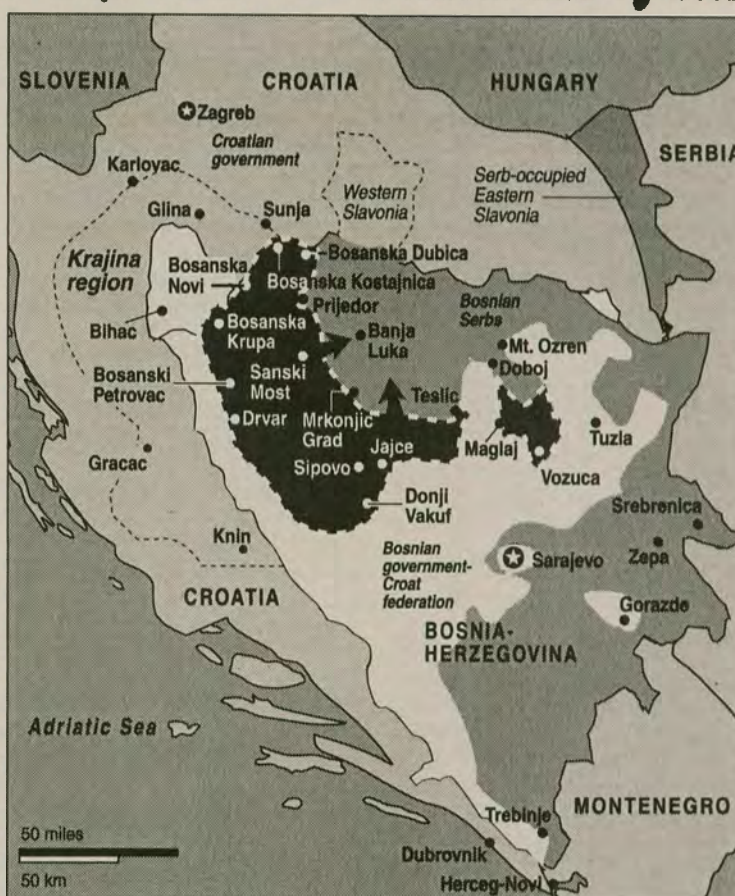 SLOVENIA
CROATIA
HUNGARY
Zagreb
Croatian
government
SERBIA
Karloyac
Glina
Sunja
Western
Slavonia
Serb-occupied
Eastern
Slavonia
Krajina
region
Bosanska Dubica
Bosanska
Novi
Bosanska Kostajnica
Prijedor
Bosnian
Serbs
Bihac
Bosanska
Krupa
Banja
Luka
Mt. Ozren
Doboj
Sanski
Most
Bosanski
Petrovac
Teslic
Drvar
Mrkonjic
Grad
Jajce
Maglaj
Tuzla
Gracac
Sipovo
Vozuca
Donji
Vakuf
Srebrenica
Knin
Bosnian
government-
Croat
federation
Sarajevo
Zepa
CROATIA
Gorazde
BOSNIA-
HERZEGOVINA
Adriatic Sea
MONTENEGRO
Trebinje
50 miles
50 km
Dubrovnik
Herceg-Novi